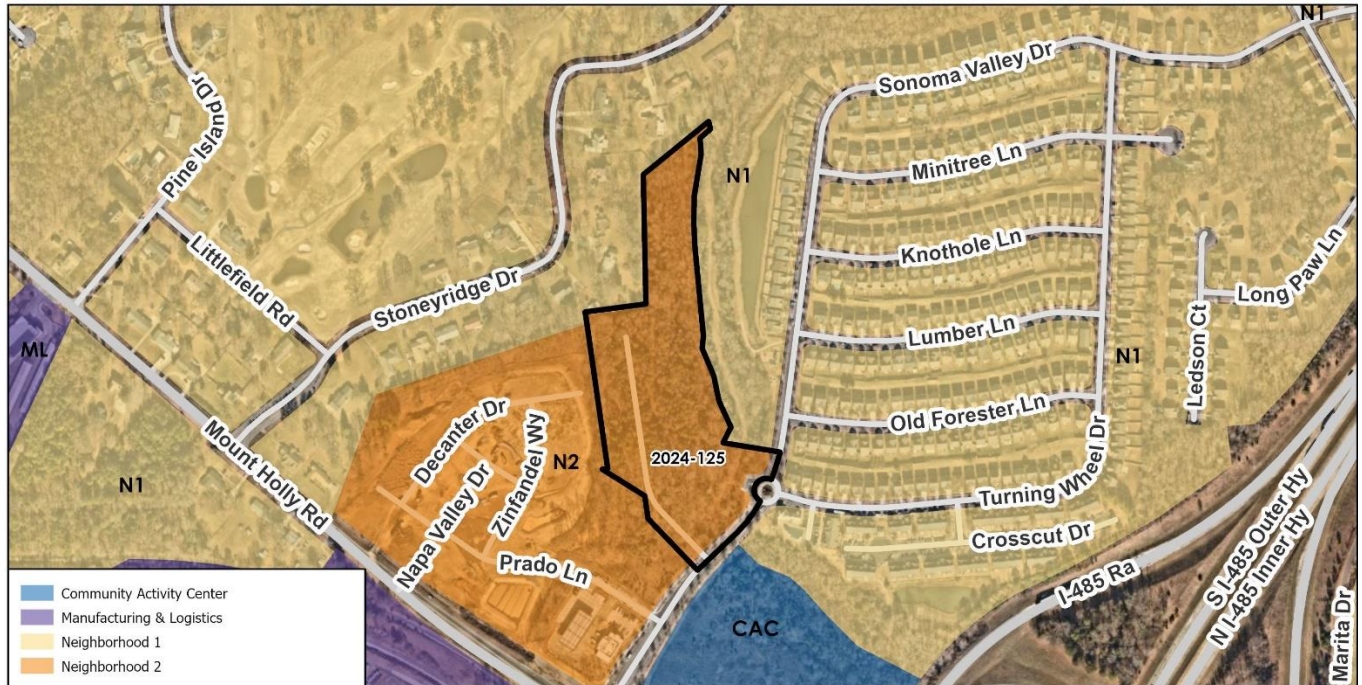 N1
Sonoma Valley Dr
Pine Island Dr
Minitree Ln
N1
Knothole Ln
Littlefield Rd
Stoneyridge Dr
Long Paw Ln
Lumber Ln
Ledson Ct
ML
N1
Decanter Dr
Old Forester Ln
Mount Holly Rd
Zinfandel Wy
N2
2024-125
N1
Napa Valley Dr
Turning Wheel Dr
Crosscut Dr
S I-485 Outer Hy
N I-485 Inner Hy
Prado Ln
I-485 Ra
CAC
Marita Dr
Community Activity Center
Manufacturing & Logistics
Neighborhood 1
Neighborhood 2